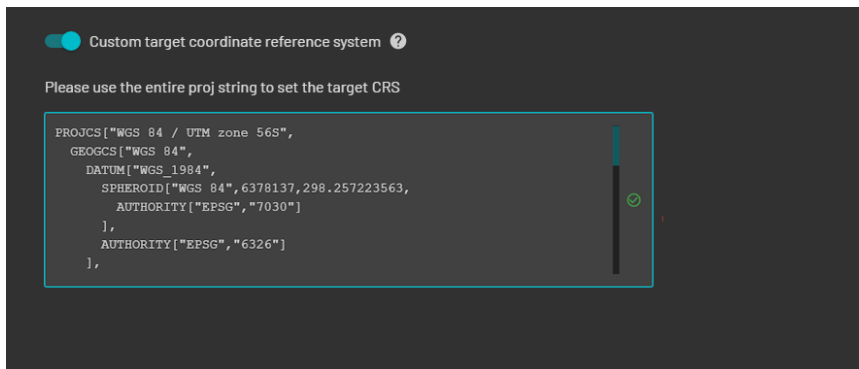 Custom target coordinate reference system ?
Please use the entire proj string to set the target CRS
PROJCS["WGS 84 / UTM zone 56S",
GEOGCS["WGS 84",
DATUM["WGS_1984",
SPHEROID["WGS 84",6378137,298.257223563,
AUTHORITY["EPSG","7030"]
],
AUTHORITY["EPSG","6326"]
],